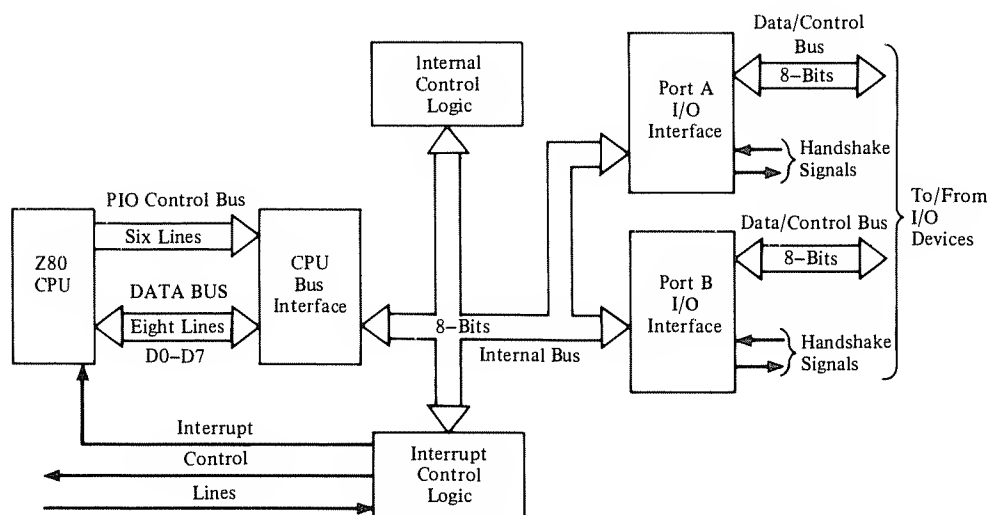 Internal
Control
Logic
Data/Control
Bus
8–Bits
Port A
I/O
Interface
Handshake
Signals
PIO Control Bus
Six Lines
Z80
CPU
CPU
Bus
Interface
DATA BUS
Eight Lines
D0–D7
8–Bits
Internal Bus
Data/Control Bus
8–Bits
Port B
I/O
Interface
Handshake
Signals
To/From
I/O
Devices
Interrupt
Control
Lines
Interrupt
Control
Logic